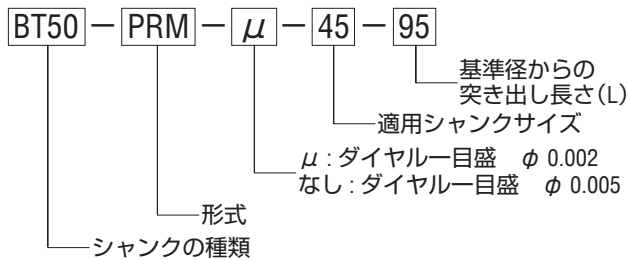 BT50 － PRM － μ － 45 － 95
基準径からの
突き出し長さ(L)
適用シャンクサイズ
μ : ダイヤル一目盛　φ 0.002
なし : ダイヤル一目盛　φ 0.005
形式
シャンクの種類